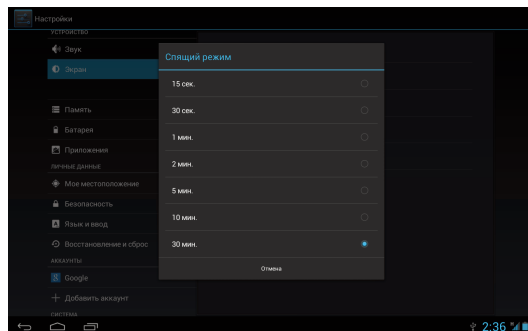 Настройки
УСТРОЙСТВО
Звук
Экран
Память
Батарея
Приложения
ЛИЧНЫЕ ДАННЫЕ
Мое местоположение
Безопасность
Язык и ввод
Восстановление и сброс
АККАУНТЫ
Google
Добавить аккаунт
СИСТЕМА
Спящий режим
15 сек.
30 сек.
1 мин.
2 мин.
5 мин.
10 мин.
30 мин.
Отмена
2:36